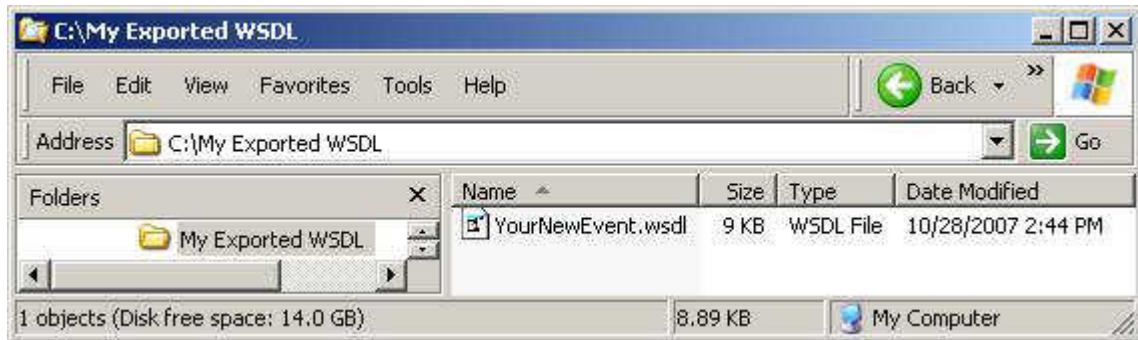 C:\My Exported WSDL
File Edit View Favorites Tools Help Back »
Address C:\My Exported WSDL Go
Folders Name Size Type Date Modified
My Exported WSDL YourNewEvent.wsdl 9 KB WSDL File 10/28/2007 2:44 PM
1 objects (Disk free space: 14.0 GB) 8.89 KB My Computer